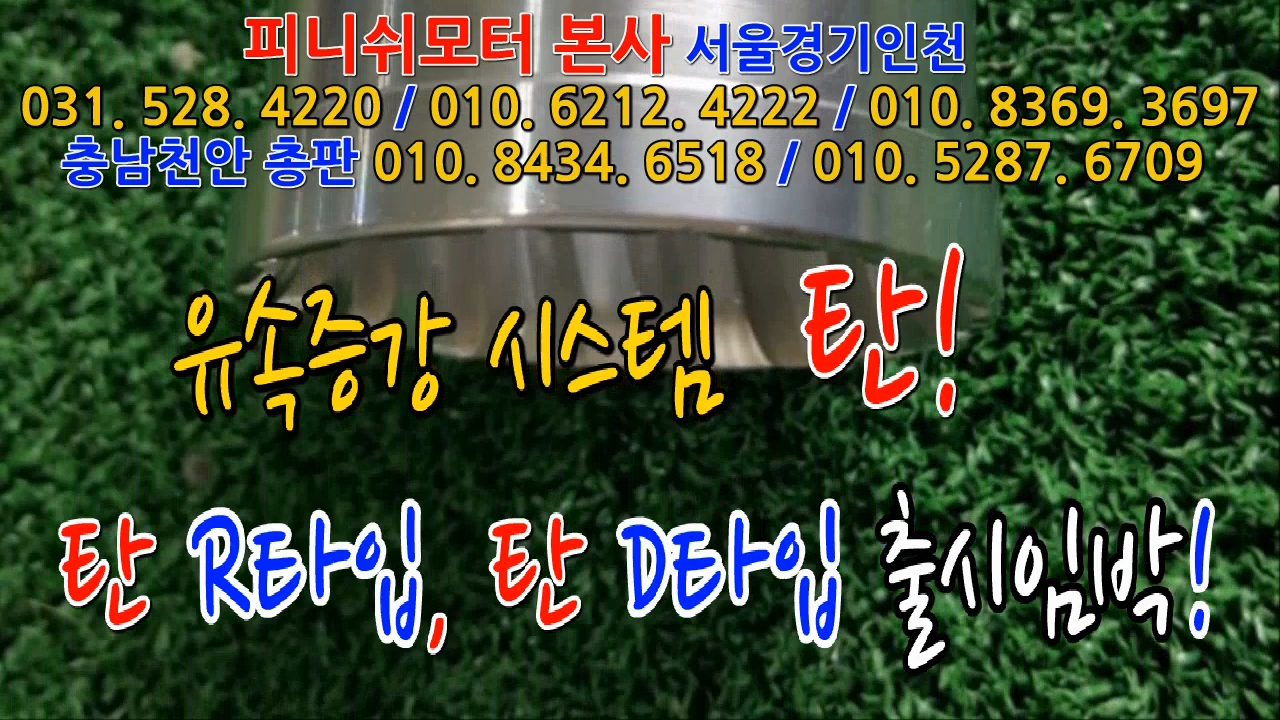 피니쉬모터 본사 서울경기인천
031. 528. 4220 / 010. 6212. 4222 / 010. 8369. 3697
충남천안 총판 010. 8434. 6518 / 010. 5287. 6709
유속증강 시스템 탄!
탄 R타입, 탄 D타입 출시임박!